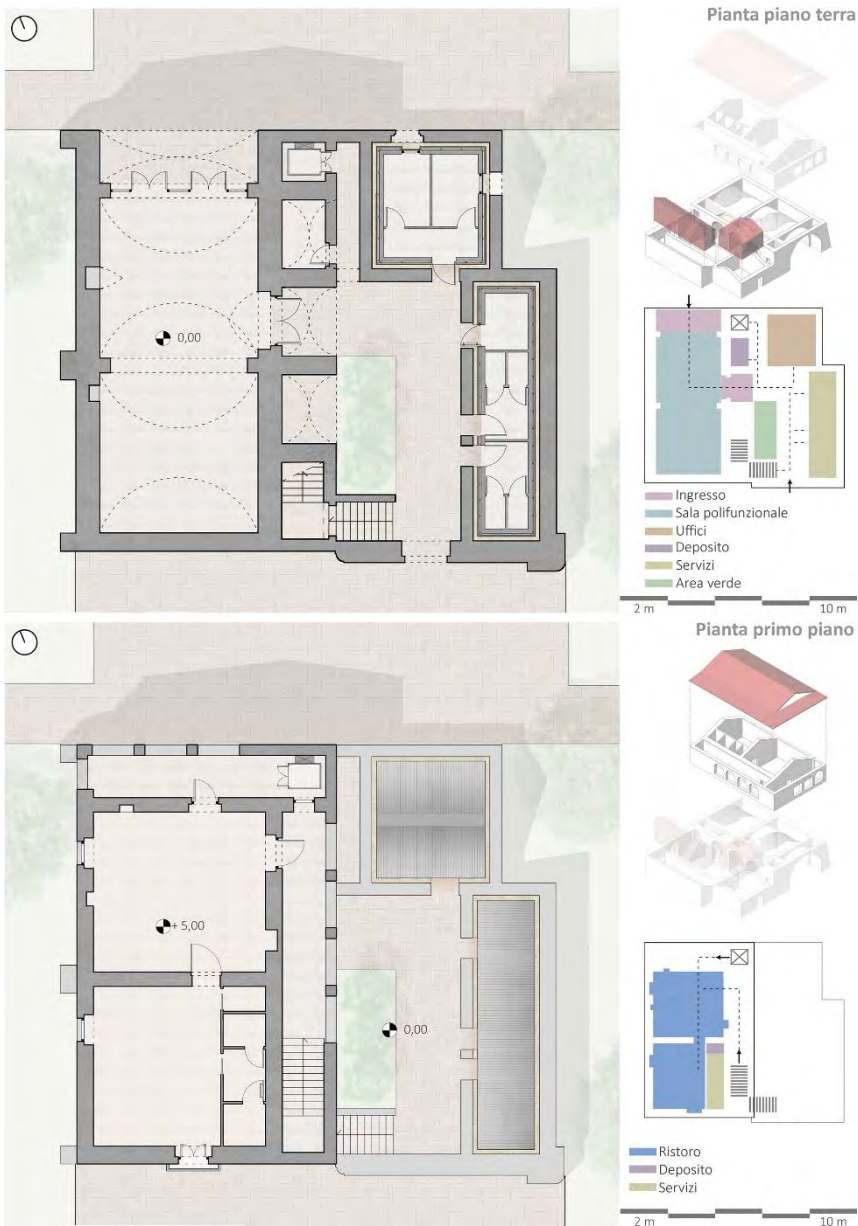 Pianta piano terra
0,00
Ingresso
Sala polifunzionale
Uffici
Deposito
Servizi
Area verde
2 m 10 m
Pianta primo piano
+ 5,00
0,00
Ristoro
Deposito
Servizi
2 m 10 m